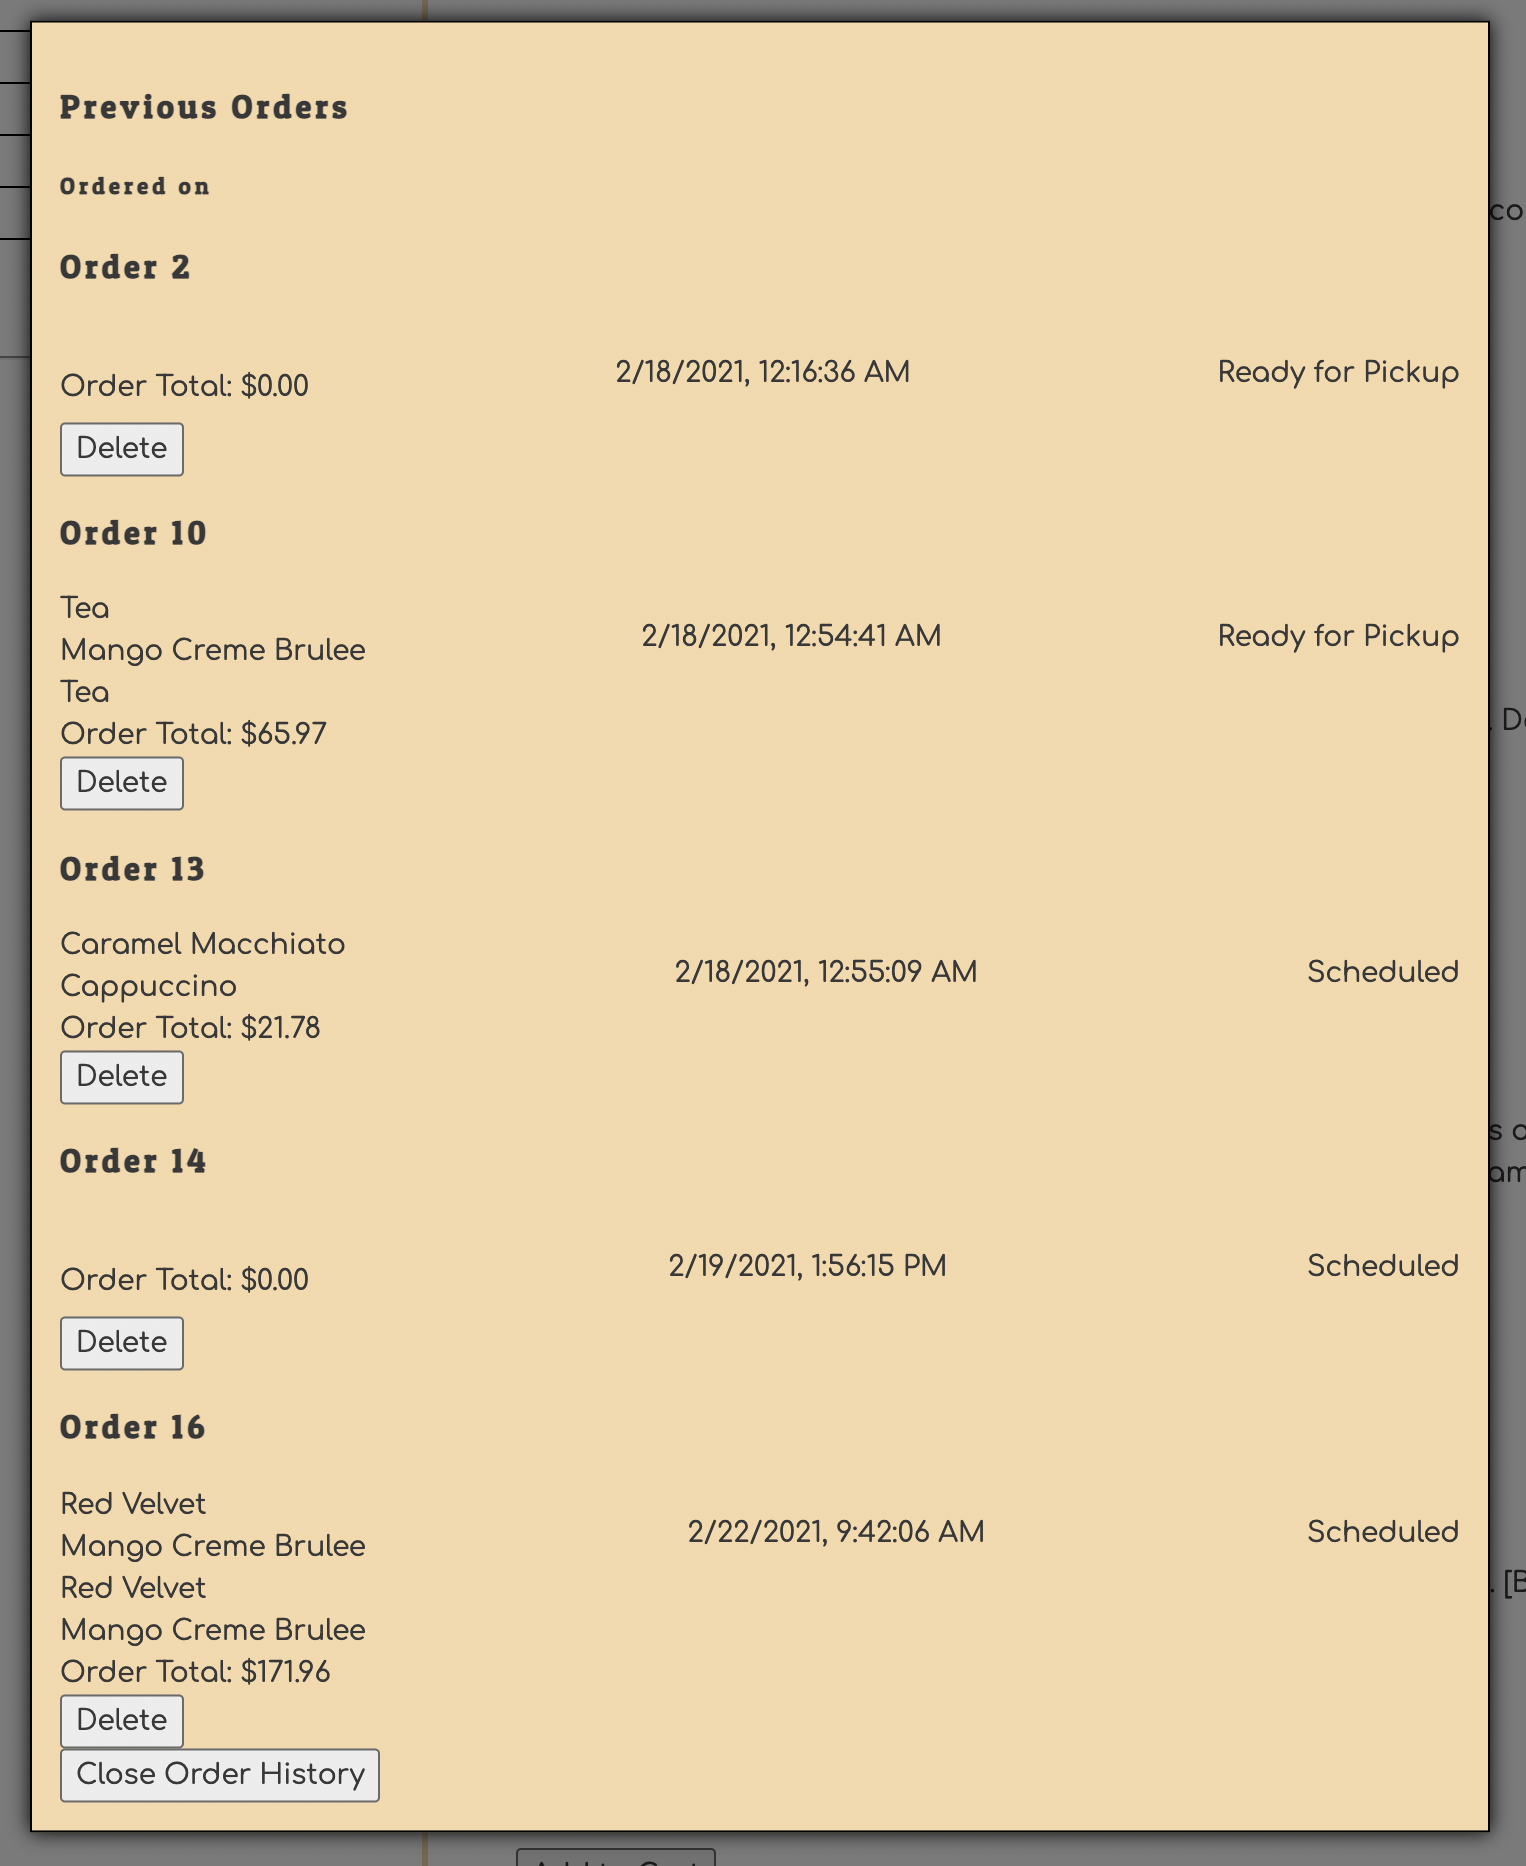 Previous Orders
Ordered on
Order 2
Order Total: $0.00
2/18/2021, 12:16:36 AM
Ready for Pickup
Delete
Order 10
Tea
Mango Creme Brulee
Tea
Order Total: $65.97
2/18/2021, 12:54:41 AM
Ready for Pickup
Delete
Order 13
Caramel Macchiato
Cappuccino
Order Total: $21.78
2/18/2021, 12:55:09 AM
Scheduled
Delete
Order 14
Order Total: $0.00
2/19/2021, 1:56:15 PM
Scheduled
Delete
Order 16
Red Velvet
Mango Creme Brulee
Red Velvet
Mango Creme Brulee
Order Total: $171.96
2/22/2021, 9:42:06 AM
Scheduled
Delete
Close Order History